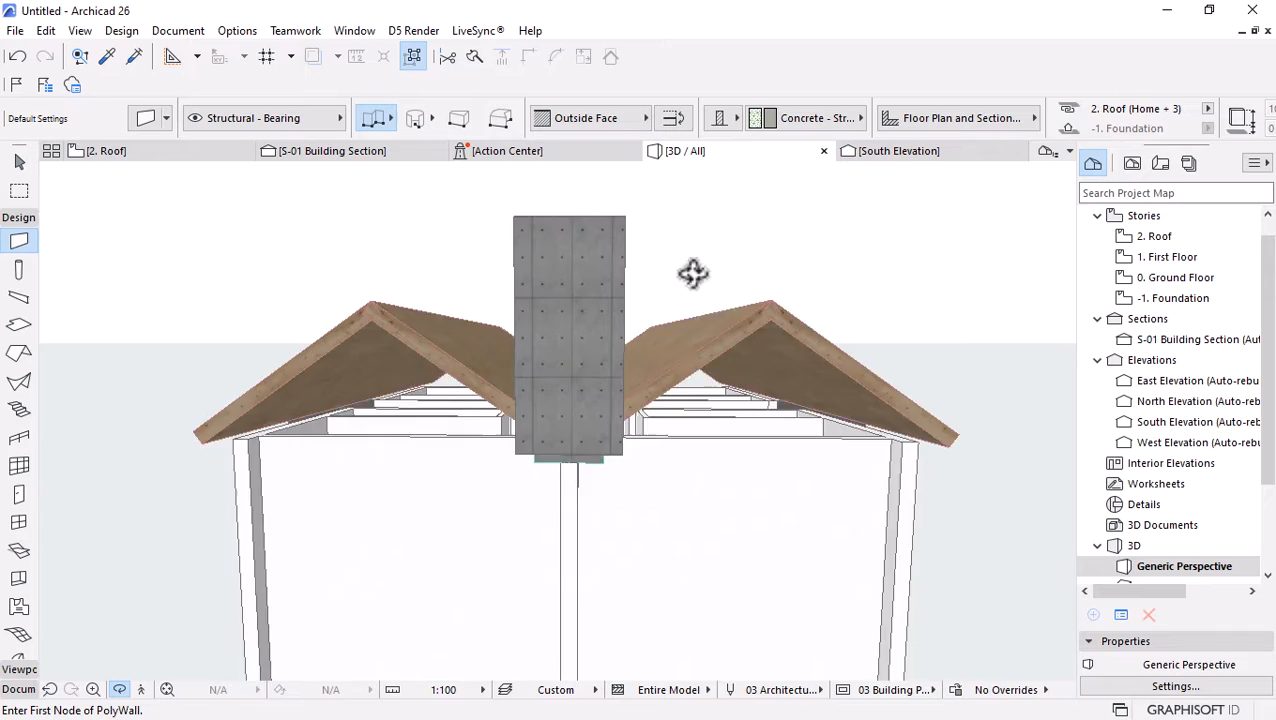 Untitled - Archicad 26
File Edit View Design Document Options Teamwork Window D5 Render LiveSync® Help
Default Settings
Structural - Bearing
Outside Face
Concrete - Str...
Floor Plan and Section...
2. Roof (Home + 3)
-1. Foundation
[2. Roof]
[S-01 Building Section]
[Action Center]
[3D / All]
[South Elevation]
Design
Search Project Map
Stories
2. Roof
1. First Floor
0. Ground Floor
-1. Foundation
Sections
S-01 Building Section (Aut
Elevations
East Elevation (Auto-rebu
North Elevation (Auto-reb
South Elevation (Auto-reb
West Elevation (Auto-rebu
Interior Elevations
Worksheets
Details
3D Documents
3D
Generic Perspective
Properties
Generic Perspective
Settings...
Viewpc
Docum
N/A
N/A
1:100
Custom
Entire Model
03 Architectu...
03 Building P...
No Overrides
Enter First Node of PolyWall.
GRAPHISOFT ID